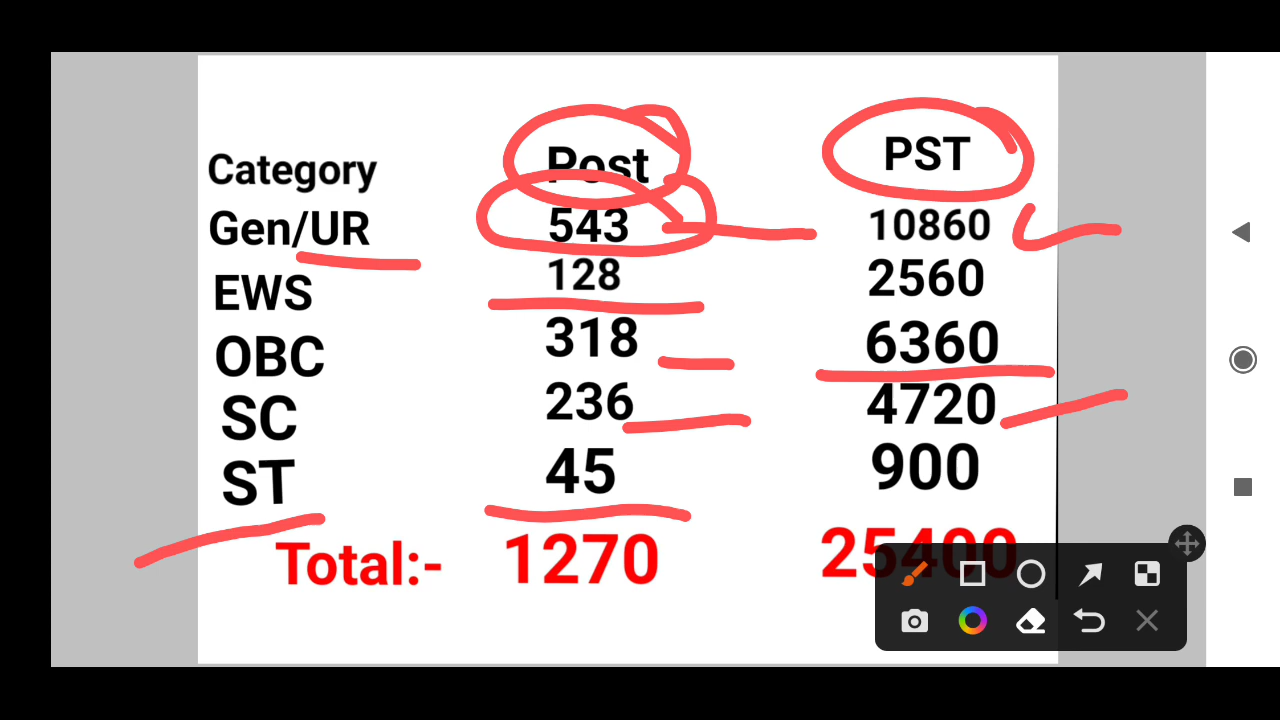 Category Post PST
Gen/UR 543 10860
EWS 128 2560
OBC 318 6360
SC 236 4720
ST 45 900
Total:- 1270 25400